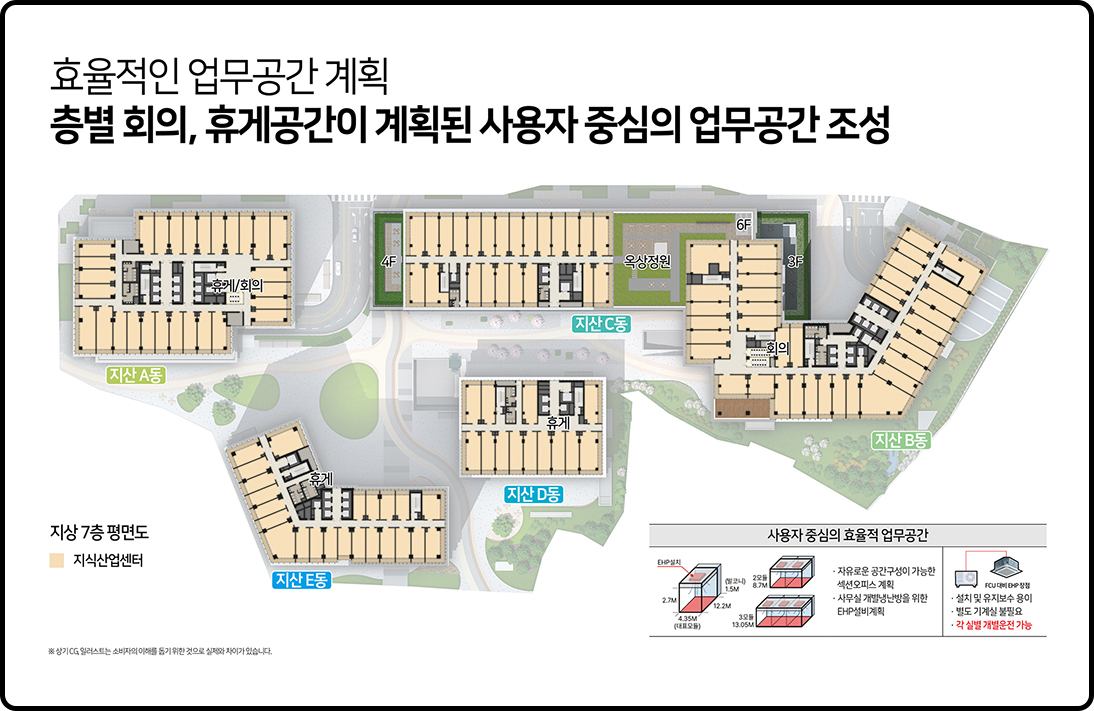 효율적인 업무공간 계획
층별 회의, 휴게공간이 계획된 사용자 중심의 업무공간 조성
6F
4F
옥상정원
3F
휴게/회의
지산 C동
회의
지산 A동
휴게
지산 B동
휴게
지산 D동
지상 7층 평면도
지식산업센터
지산 E동
사용자 중심의 효율적 업무공간
EHP설치
(발코니)
1.5M
2.7M
12.2M
4.35M
(대표모듈)
2모듈
8.7M
3모듈
13.05M
· 자유로운 공간구성이 가능한
섹션오피스 계획
· 사무실 개별냉난방을 위한
EHP설비계획
FCU 대비 EHP 장점
· 설치 및 유지보수 용이
· 별도 기계실 불필요
· 각 실별 개별운전 가능
※ 상기 CG, 일러스트는 소비자의 이해를 돕기 위한 것으로 실제와 차이가 있습니다.